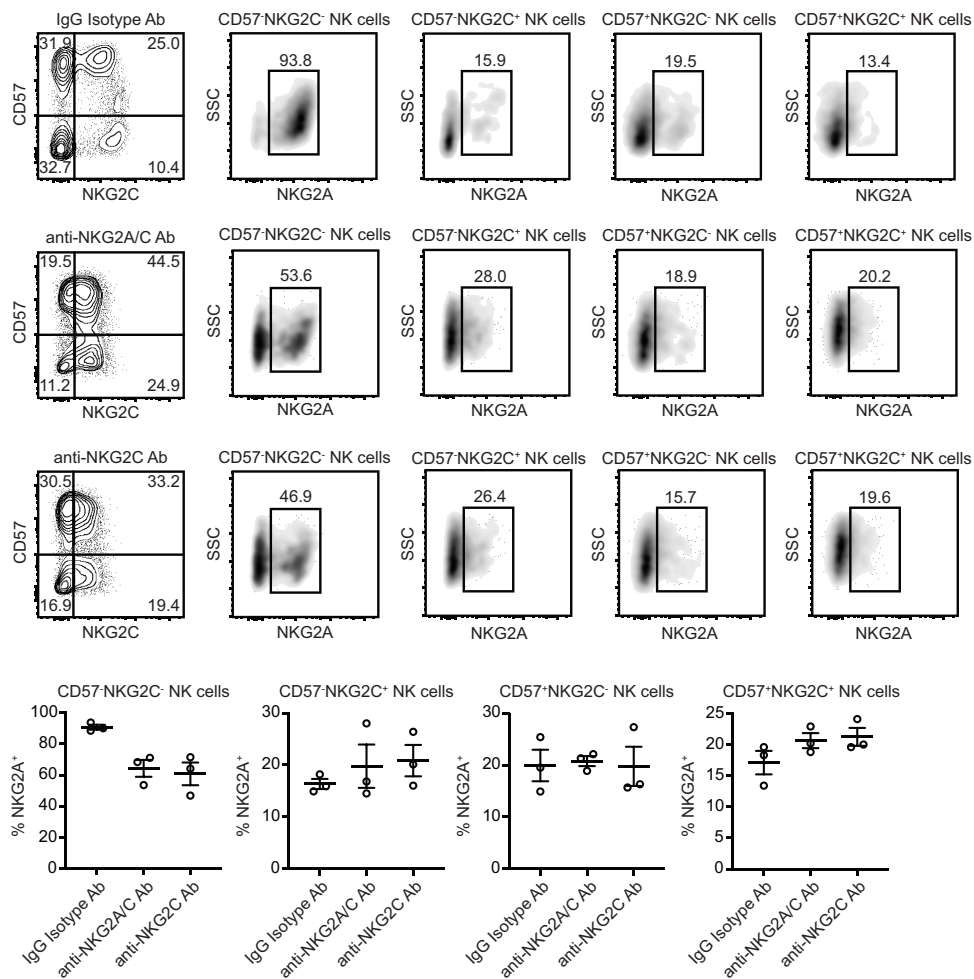 IgG Isotype Ab
CD57⁻NKG2C⁻ NK cells
CD57⁻NKG2C⁺ NK cells
CD57⁺NKG2C⁻ NK cells
CD57⁺NKG2C⁺ NK cells
31.9
25.0
32.7
10.4
CD57
NKG2C
93.8
SSC
NKG2A
15.9
SSC
NKG2A
19.5
SSC
NKG2A
13.4
SSC
NKG2A
anti-NKG2A/C Ab
CD57⁻NKG2C⁻ NK cells
CD57⁻NKG2C⁺ NK cells
CD57⁺NKG2C⁻ NK cells
CD57⁺NKG2C⁺ NK cells
19.5
44.5
11.2
24.9
CD57
NKG2C
53.6
SSC
NKG2A
28.0
SSC
NKG2A
18.9
SSC
NKG2A
20.2
SSC
NKG2A
anti-NKG2C Ab
CD57⁻NKG2C⁻ NK cells
CD57⁻NKG2C⁺ NK cells
CD57⁺NKG2C⁻ NK cells
CD57⁺NKG2C⁺ NK cells
30.5
33.2
16.9
19.4
CD57
NKG2C
46.9
SSC
NKG2A
26.4
SSC
NKG2A
15.7
SSC
NKG2A
19.6
SSC
NKG2A
CD57⁻NKG2C⁻ NK cells
% NKG2A⁺
100
80
60
40
20
0
IgG Isotype Ab
anti-NKG2A/C Ab
anti-NKG2C Ab
CD57⁻NKG2C⁺ NK cells
% NKG2A⁺
30
20
10
0
IgG Isotype Ab
anti-NKG2A/C Ab
anti-NKG2C Ab
CD57⁺NKG2C⁻ NK cells
% NKG2A⁺
30
20
10
0
IgG Isotype Ab
anti-NKG2A/C Ab
anti-NKG2C Ab
CD57⁺NKG2C⁺ NK cells
% NKG2A⁺
25
20
15
10
5
0
IgG Isotype Ab
anti-NKG2A/C Ab
anti-NKG2C Ab